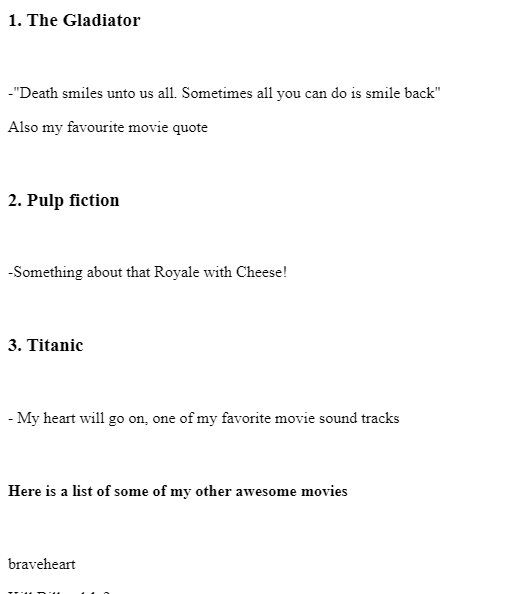 1. The Gladiator
-"Death smiles unto us all. Sometimes all you can do is smile back"
Also my favourite movie quote
2. Pulp fiction
-Something about that Royale with Cheese!
3. Titanic
- My heart will go on, one of my favorite movie sound tracks
Here is a list of some of my other awesome movies
braveheart